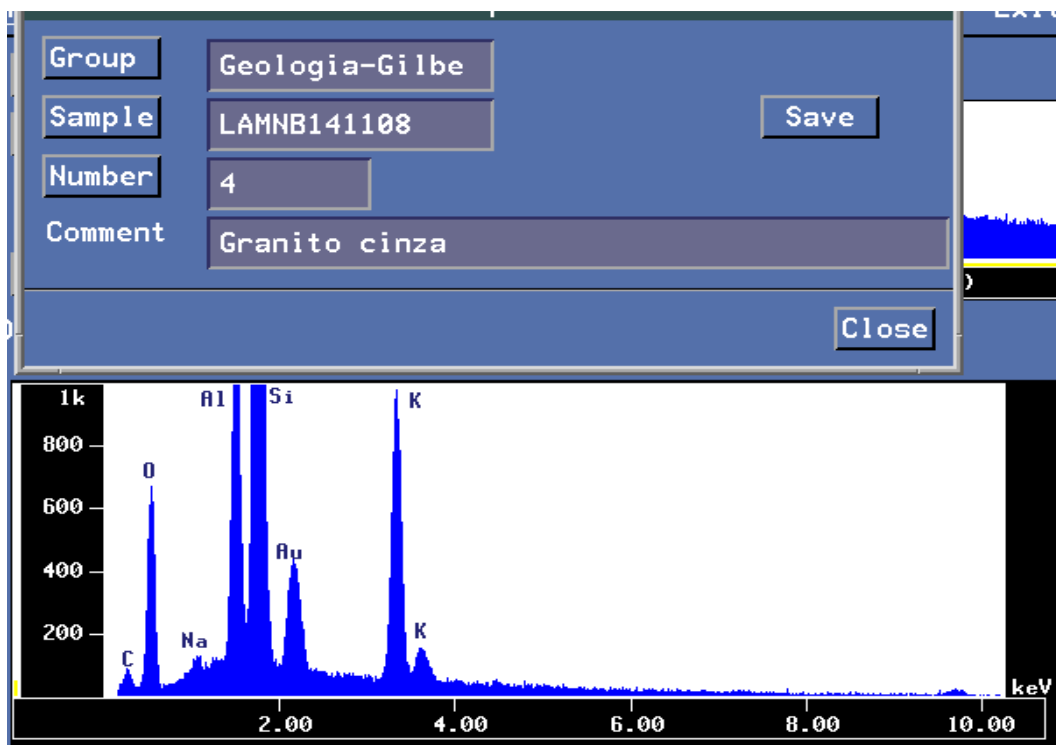 Group Geologia-Gilbe
Sample LAMNB141108 Save
Number 4
Comment Granito cinza
)
Close
1k Al Si K
800
O
600
Au
400
200 Na K
C
keV
2.00 4.00 6.00 8.00 10.00